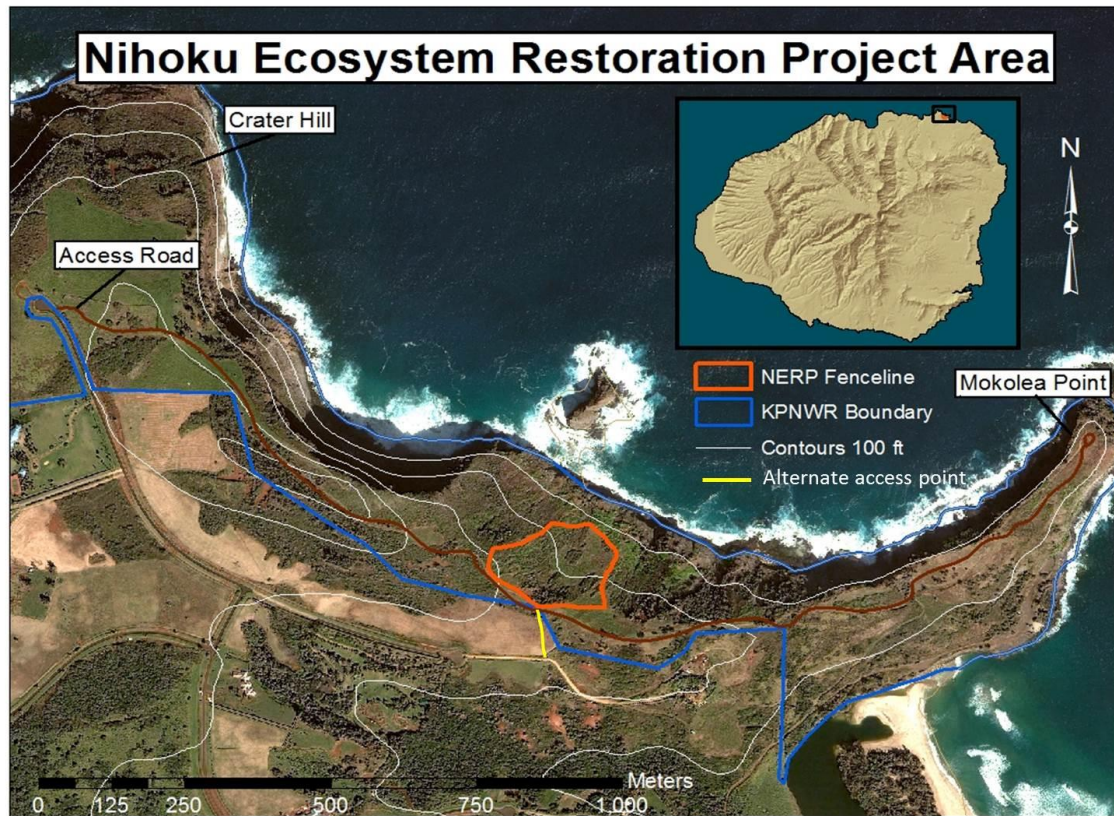 Nihoku Ecosystem Restoration Project Area
Crater Hill
N
Access Road
NERP Fenceline
Mokolea Point
KPNWR Boundary
Contours 100 ft
Alternate access point
Meters
0 125 250 500 750 1,000